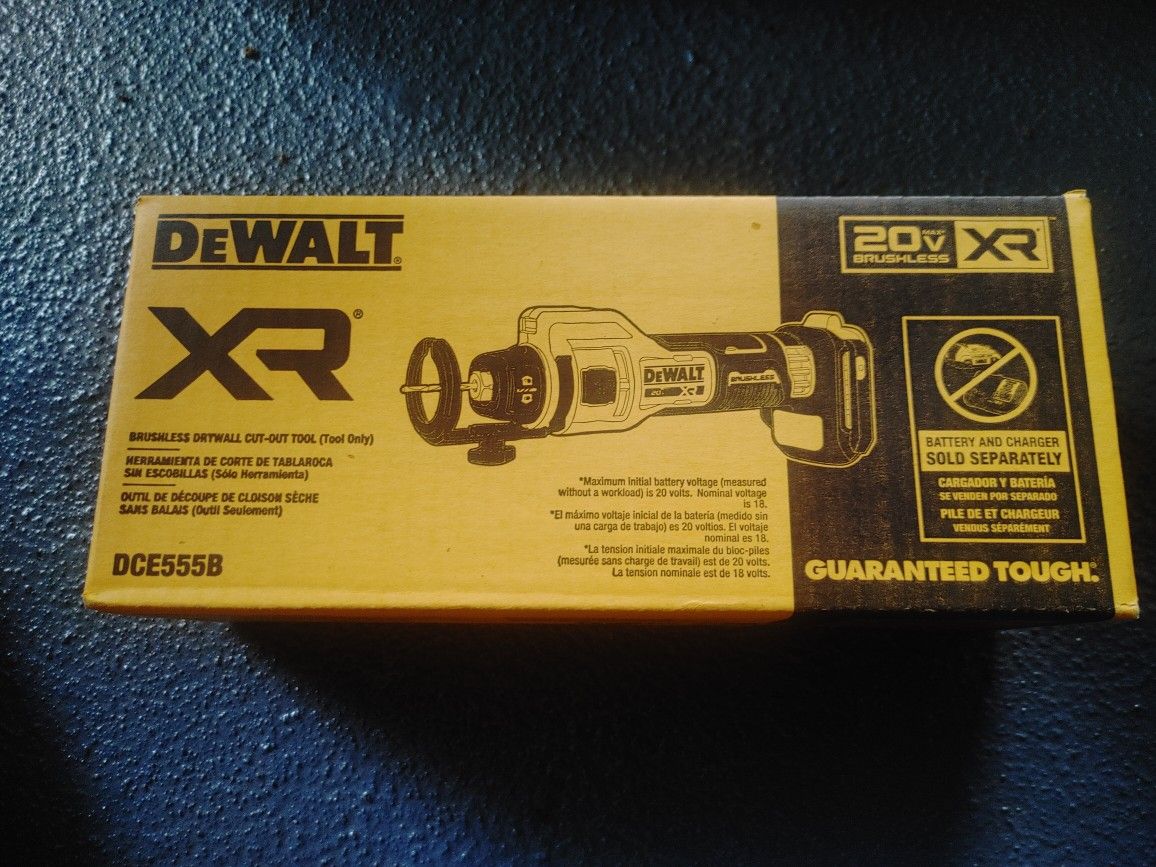 DEWALT®
XR®
BRUSHLESS DRYWALL CUT-OUT TOOL (Tool Only)
HERRAMIENTA DE CORTE DE TABLAROCA
SIN ESCOBILLAS (Sólo Herramienta)
OUTIL DE DÉCOUPE DE CLOISON SÈCHE
SANS BALAIS (Outil Seulement)
DCE555B
DEWALT
20V
XR
BRUSHLESS
*Maximum initial battery voltage (measured
without a workload) is 20 volts. Nominal voltage
is 18.
*El máximo voltaje inicial de la batería (medido sin
una carga de trabajo) es 20 voltios. El voltaje
nominal es 18.
*La tension initiale maximale du bloc-piles
(mesurée sans charge de travail) est de 20 volts.
La tension nominale est de 18 volts.
20V MAX*
BRUSHLESS
XR®
BATTERY AND CHARGER
SOLD SEPARATELY
CARGADOR Y BATERÍA
SE VENDEN POR SEPARADO
PILE DE ET CHARGEUR
VENDUS SÉPARÉMENT
GUARANTEED TOUGH®